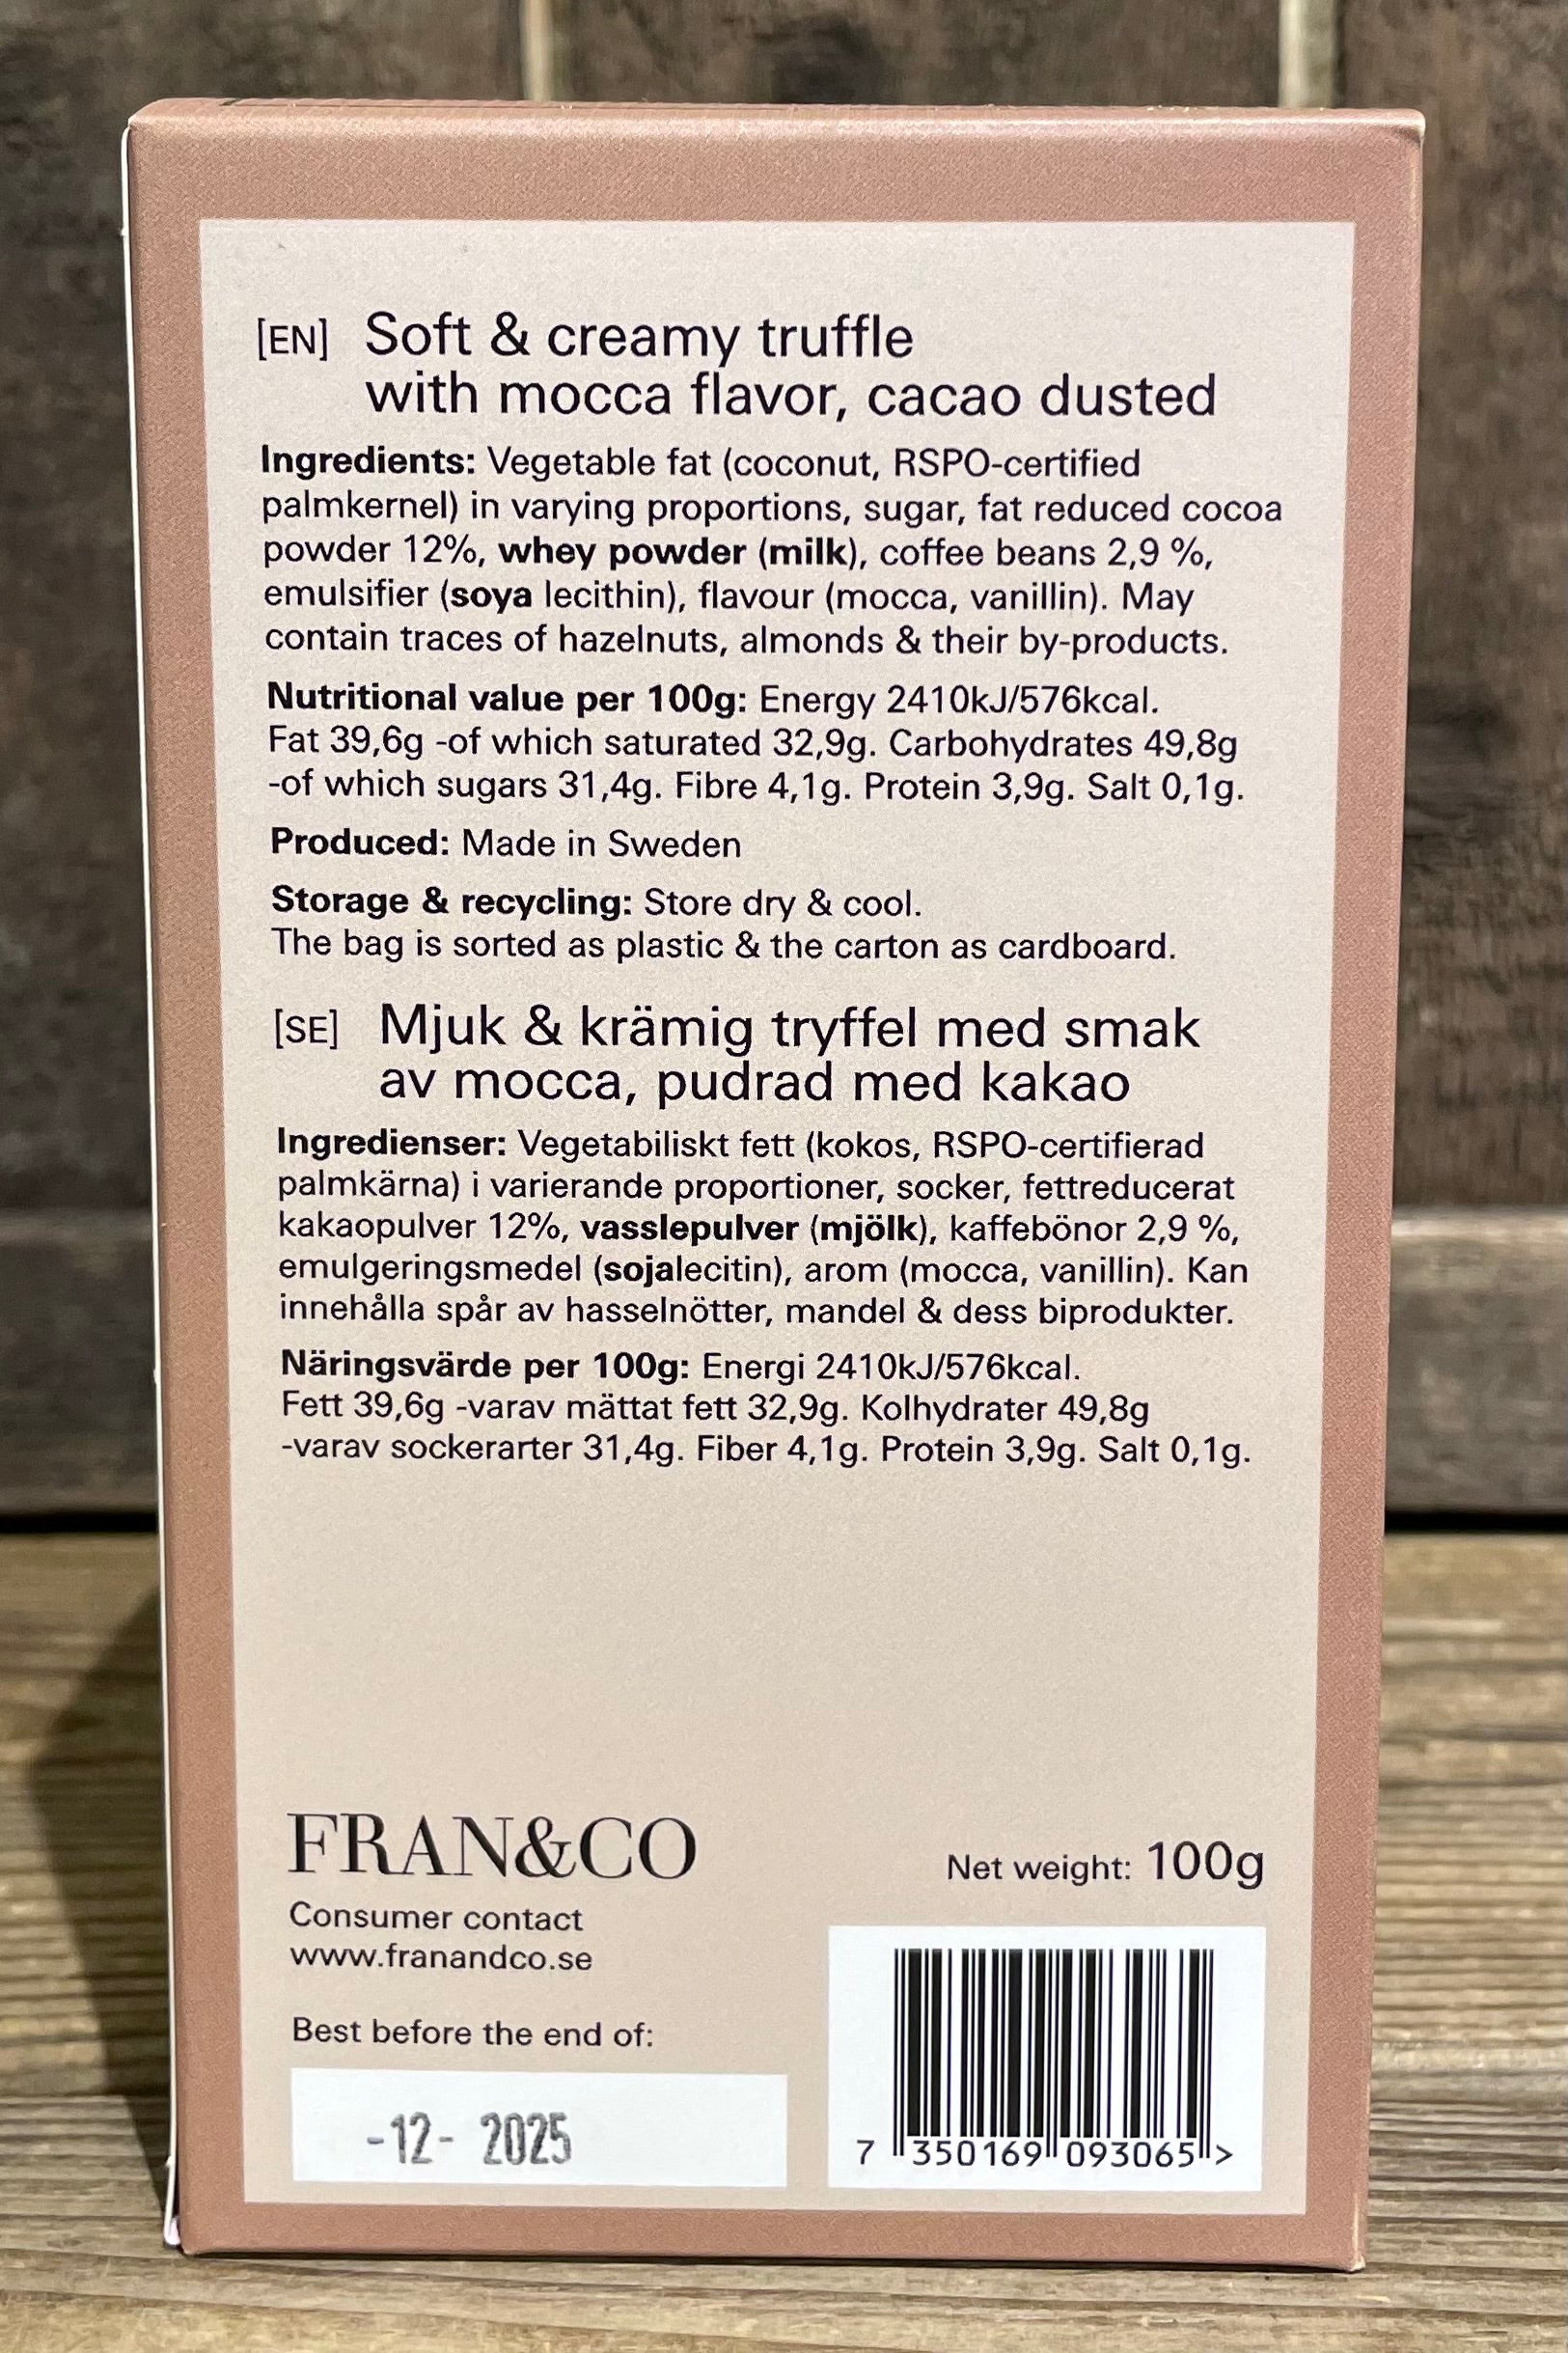 [EN] Soft & creamy truffle
with mocca flavor, cacao dusted
Ingredients: Vegetable fat (coconut, RSPO-certified
palmkernel) in varying proportions, sugar, fat reduced cocoa
powder 12%, whey powder (milk), coffee beans 2,9 %,
emulsifier (soya lecithin), flavour (mocca, vanillin). May
contain traces of hazelnuts, almonds & their by-products.
Nutritional value per 100g: Energy 2410kJ/576kcal.
Fat 39,6g -of which saturated 32,9g. Carbohydrates 49,8g
-of which sugars 31,4g. Fibre 4,1g. Protein 3,9g. Salt 0,1g.
Produced: Made in Sweden
Storage & recycling: Store dry & cool.
The bag is sorted as plastic & the carton as cardboard.
[SE] Mjuk & krämig tryffel med smak
av mocca, pudrad med kakao
Ingredienser: Vegetabiliskt fett (kokos, RSPO-certifierad
palmkärna) i varierande proportioner, socker, fettreducerat
kakaopulver 12%, vasslepulver (mjölk), kaffebönor 2,9 %,
emulgeringsmedel (sojalecitin), arom (mocca, vanillin). Kan
innehålla spår av hasselnötter, mandel & dess biprodukter.
Näringsvärde per 100g: Energi 2410kJ/576kcal.
Fett 39,6g -varav mättat fett 32,9g. Kolhydrater 49,8g
-varav sockerarter 31,4g. Fiber 4,1g. Protein 3,9g. Salt 0,1g.
FRAN&CO
Consumer contact
www.franandco.se
Best before the end of:
-12- 2025
Net weight: 100g
7 350169 093065 >